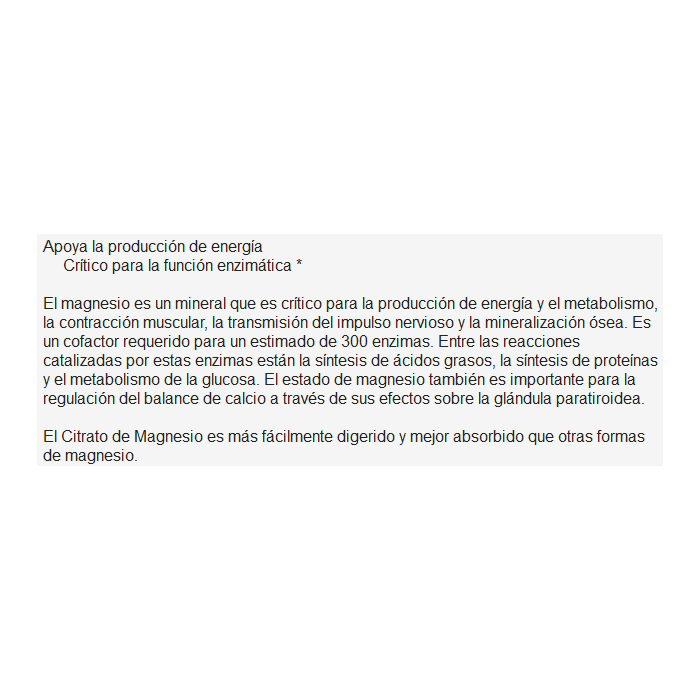 Apoya la producción de energía
Crítico para la función enzimática *
El magnesio es un mineral que es crítico para la producción de energía y el metabolismo,
la contracción muscular, la transmisión del impulso nervioso y la mineralización ósea. Es
un cofactor requerido para un estimado de 300 enzimas. Entre las reacciones
catalizadas por estas enzimas están la síntesis de ácidos grasos, la síntesis de proteínas
y el metabolismo de la glucosa. El estado de magnesio también es importante para la
regulación del balance de calcio a través de sus efectos sobre la glándula paratiroidea.
El Citrato de Magnesio es más fácilmente digerido y mejor absorbido que otras formas
de magnesio.